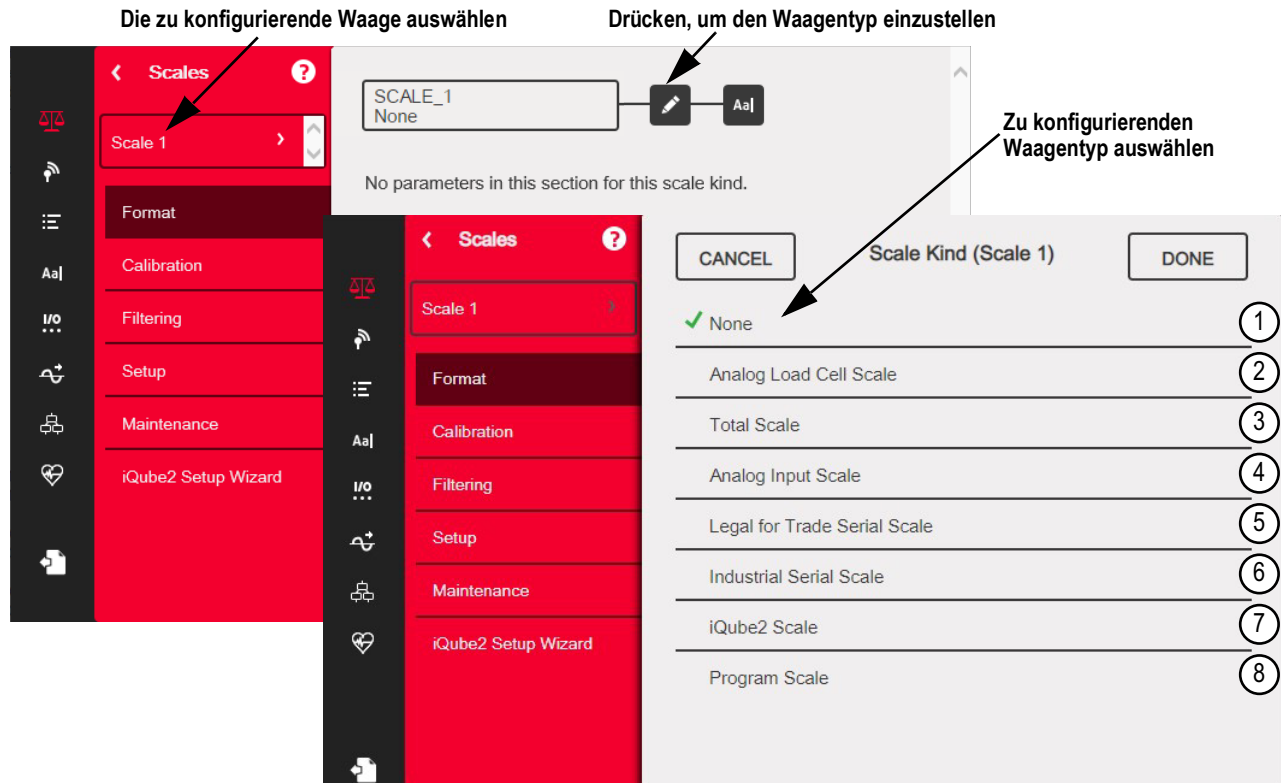 Die zu konfigurierende Waage auswählen
Drücken, um den Waagentyp einzustellen
Scales ?
Scale 1
Format
Calibration
Filtering
Setup
Maintenance
iQube2 Setup Wizard
Aa
I/O
SCALE_1
None
Aa
No parameters in this section for this scale kind.
Zu konfigurierenden
Waagentyp auswählen
Scales ?
Scale 1
Format
Calibration
Filtering
Setup
Maintenance
iQube2 Setup Wizard
Aa
I/O
CANCEL
Scale Kind (Scale 1)
DONE
None 1
Analog Load Cell Scale 2
Total Scale 3
Analog Input Scale 4
Legal for Trade Serial Scale 5
Industrial Serial Scale 6
iQube2 Scale 7
Program Scale 8